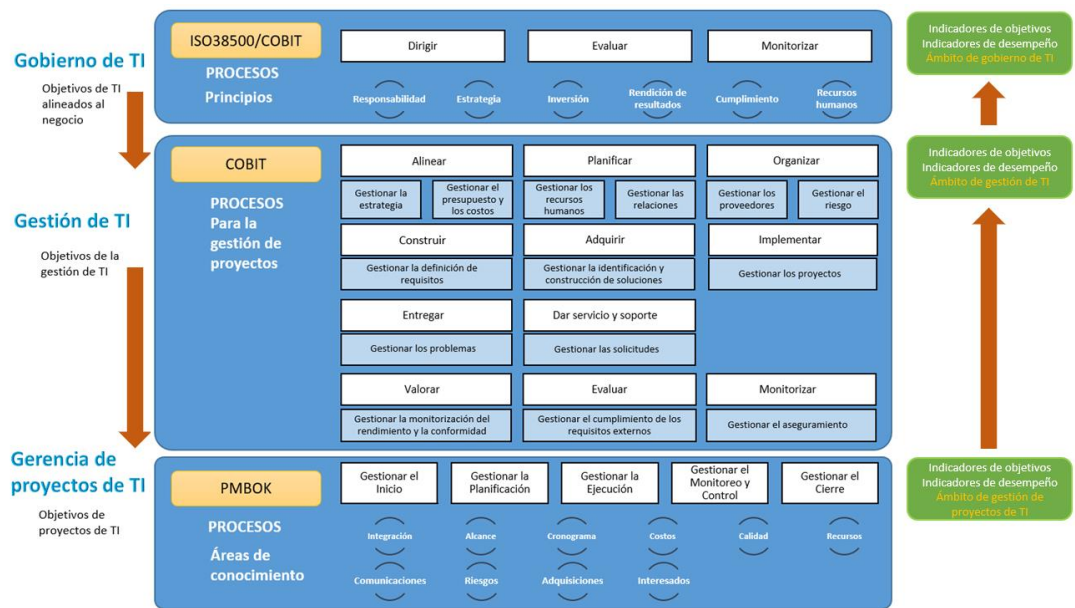 Gobierno de TI
Objetivos de TI
alineados al
negocio
ISO38500/COBIT
PROCESOS
Principios
Dirigir
Evaluar
Monitorizar
Responsabilidad
Estrategia
Inversión
Rendición de
resultados
Cumplimiento
Recursos
humanos
Indicadores de objetivos
Indicadores de desempeño
Ámbito de gobierno de TI
Gestión de TI
Objetivos de la
gestión de TI
COBIT
PROCESOS
Para la
gestión de
proyectos
Alinear
Planificar
Organizar
Gestionar la
estrategia
Gestionar el
presupuesto y
los costos
Gestionar los
recursos
humanos
Gestionar las
relaciones
Gestionar los
proveedores
Gestionar el
riesgo
Construir
Adquirir
Implementar
Gestionar la definición de
requisitos
Gestionar la identificación y
construcción de soluciones
Gestionar los proyectos
Entregar
Dar servicio y soporte
Gestionar los problemas
Gestionar las solicitudes
Valorar
Evaluar
Monitorizar
Gestionar la monitorización del
rendimiento y la conformidad
Gestionar el cumplimiento de los
requisitos externos
Gestionar el aseguramiento
Indicadores de objetivos
Indicadores de desempeño
Ámbito de gestión de TI
Gerencia de
proyectos de TI
Objetivos de
proyectos de TI
PMBOK
PROCESOS
Áreas de
conocimiento
Gestionar el
Inicio
Gestionar la
Planificación
Gestionar la
Ejecución
Gestionar el
Monitoreo y
Control
Gestionar el
Cierre
Integración
Alcance
Cronograma
Costos
Calidad
Recursos
Comunicaciones
Riesgos
Adquisiciones
Interesados
Indicadores de objetivos
Indicadores de desempeño
Ámbito de gestión de
proyectos de TI